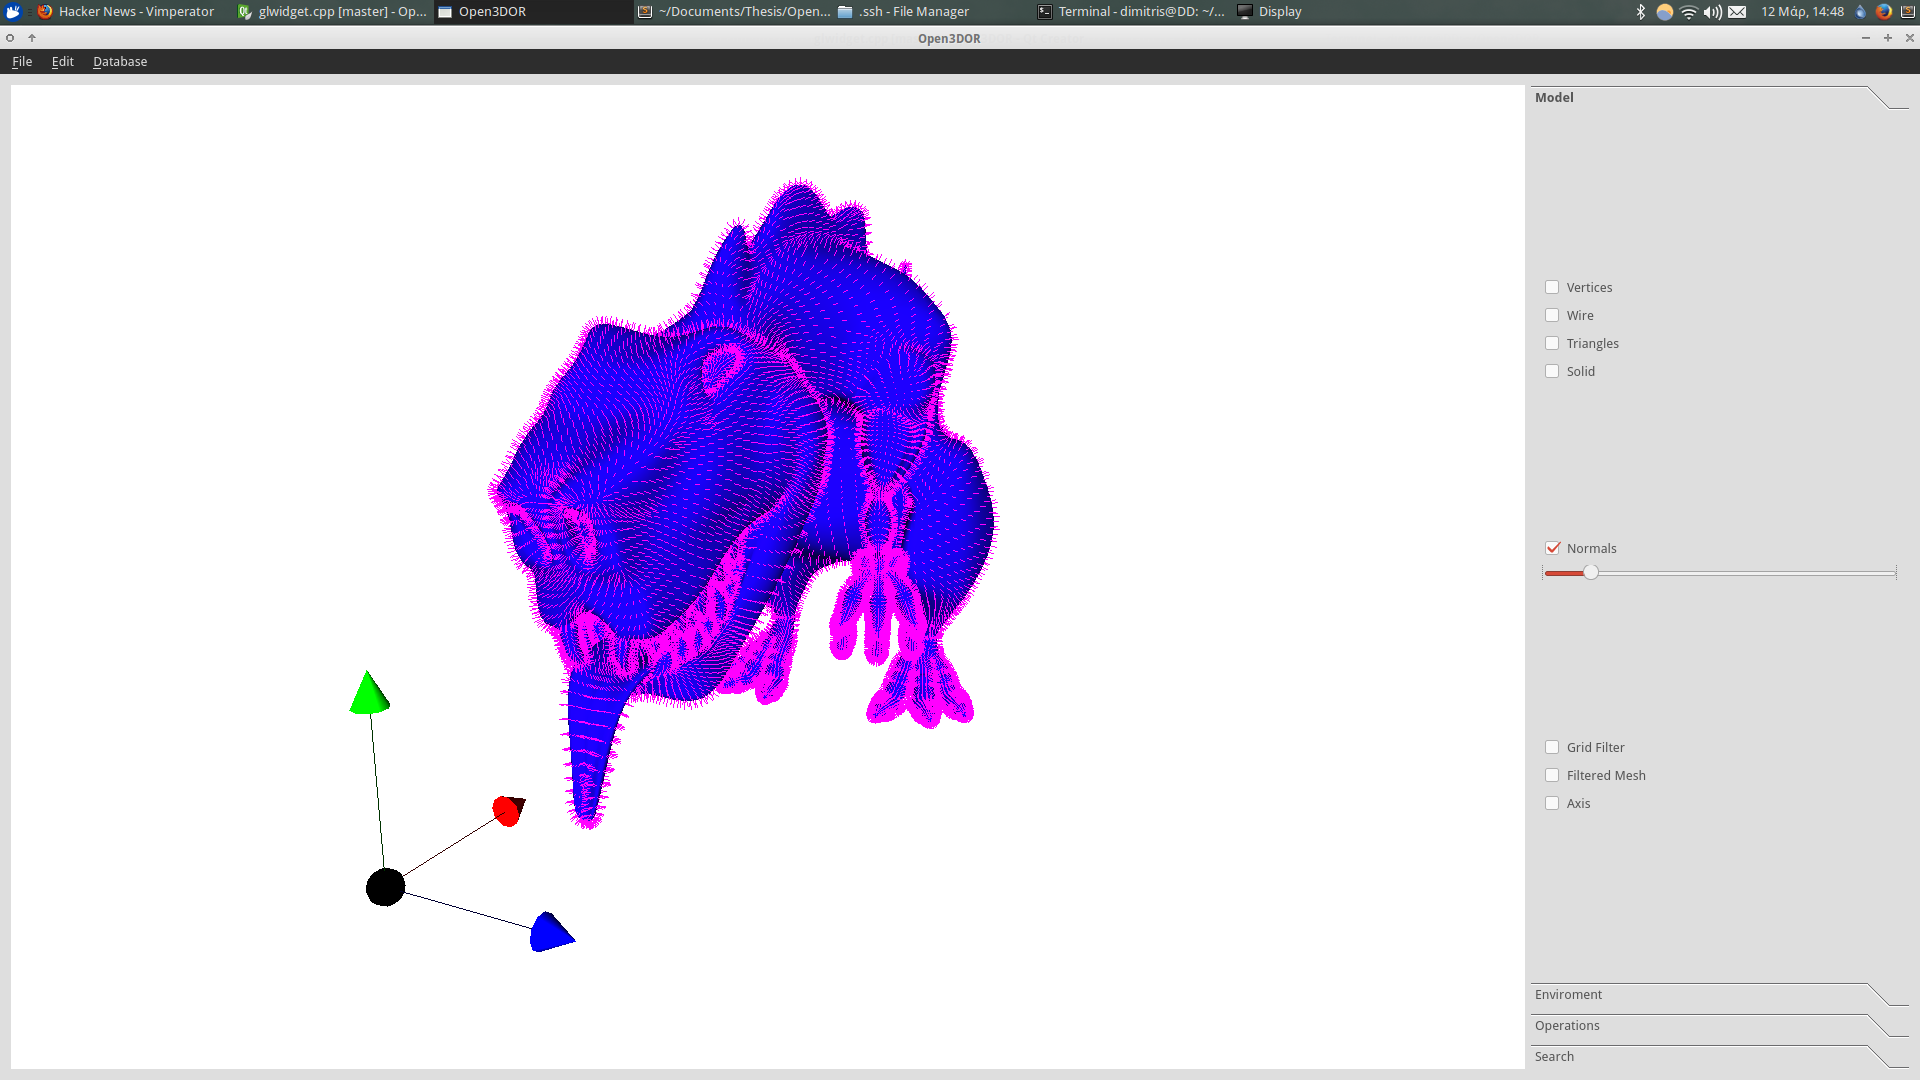 Hacker News - Vimperator
glwidget.cpp [master] - Op...
Open3DOR
~/Documents/Thesis/Open...
.ssh - File Manager
Terminal - dimitris@DD: ~/...
Display
12 Μάρ, 14:48
Open3DOR
File Edit Database
Model
Vertices
Wire
Triangles
Solid
Normals
Grid Filter
Filtered Mesh
Axis
Enviroment
Operations
Search